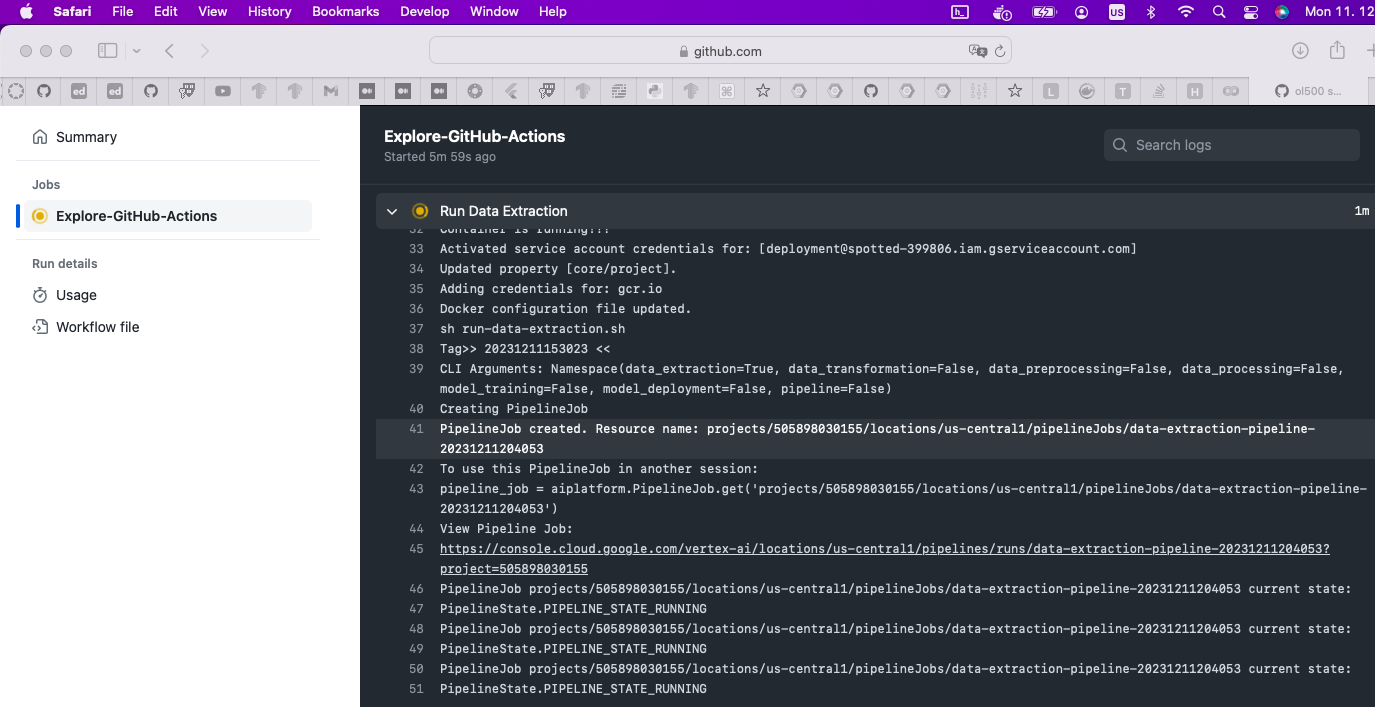 Safari File Edit View History Bookmarks Develop Window Help US Mon 11. 12
github.com
ed ed L T H ol500 s...
Summary
Jobs
Explore-GitHub-Actions
Run details
Usage
Workflow file
Explore-GitHub-Actions
Started 5m 59s ago
Search logs
Run Data Extraction 1m
32 Container is running!!!
33 Activated service account credentials for: [deployment@spotted-399806.iam.gserviceaccount.com]
34 Updated property [core/project].
35 Adding credentials for: gcr.io
36 Docker configuration file updated.
37 sh run-data-extraction.sh
38 Tag>> 20231211153023 <<
39 CLI Arguments: Namespace(data_extraction=True, data_transformation=False, data_preprocessing=False, data_processing=False,
model_training=False, model_deployment=False, pipeline=False)
40 Creating PipelineJob
41 PipelineJob created. Resource name: projects/505898030155/locations/us-central1/pipelineJobs/data-extraction-pipeline-
20231211204053
42 To use this PipelineJob in another session:
43 pipeline_job = aiplatform.PipelineJob.get('projects/505898030155/locations/us-central1/pipelineJobs/data-extraction-pipeline-
20231211204053')
44 View Pipeline Job:
45 https://console.cloud.google.com/vertex-ai/locations/us-central1/pipelines/runs/data-extraction-pipeline-20231211204053?
project=505898030155
46 PipelineJob projects/505898030155/locations/us-central1/pipelineJobs/data-extraction-pipeline-20231211204053 current state:
47 PipelineState.PIPELINE_STATE_RUNNING
48 PipelineJob projects/505898030155/locations/us-central1/pipelineJobs/data-extraction-pipeline-20231211204053 current state:
49 PipelineState.PIPELINE_STATE_RUNNING
50 PipelineJob projects/505898030155/locations/us-central1/pipelineJobs/data-extraction-pipeline-20231211204053 current state:
51 PipelineState.PIPELINE_STATE_RUNNING